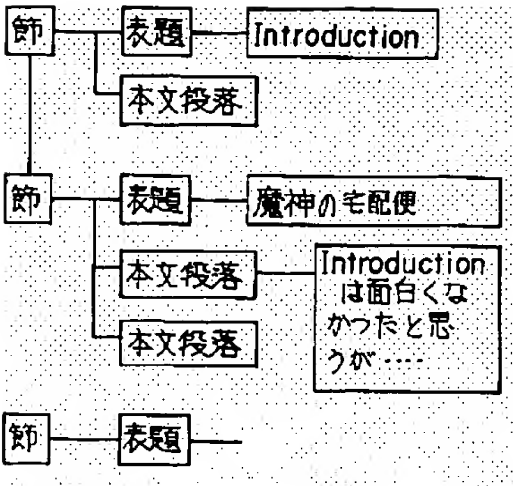 節 表題 Introduction
本文段落
節 表題 魔神の宅配便
本文段落 Introduction
は面白くな
かったと思
うが‥‥
本文段落
節 表題